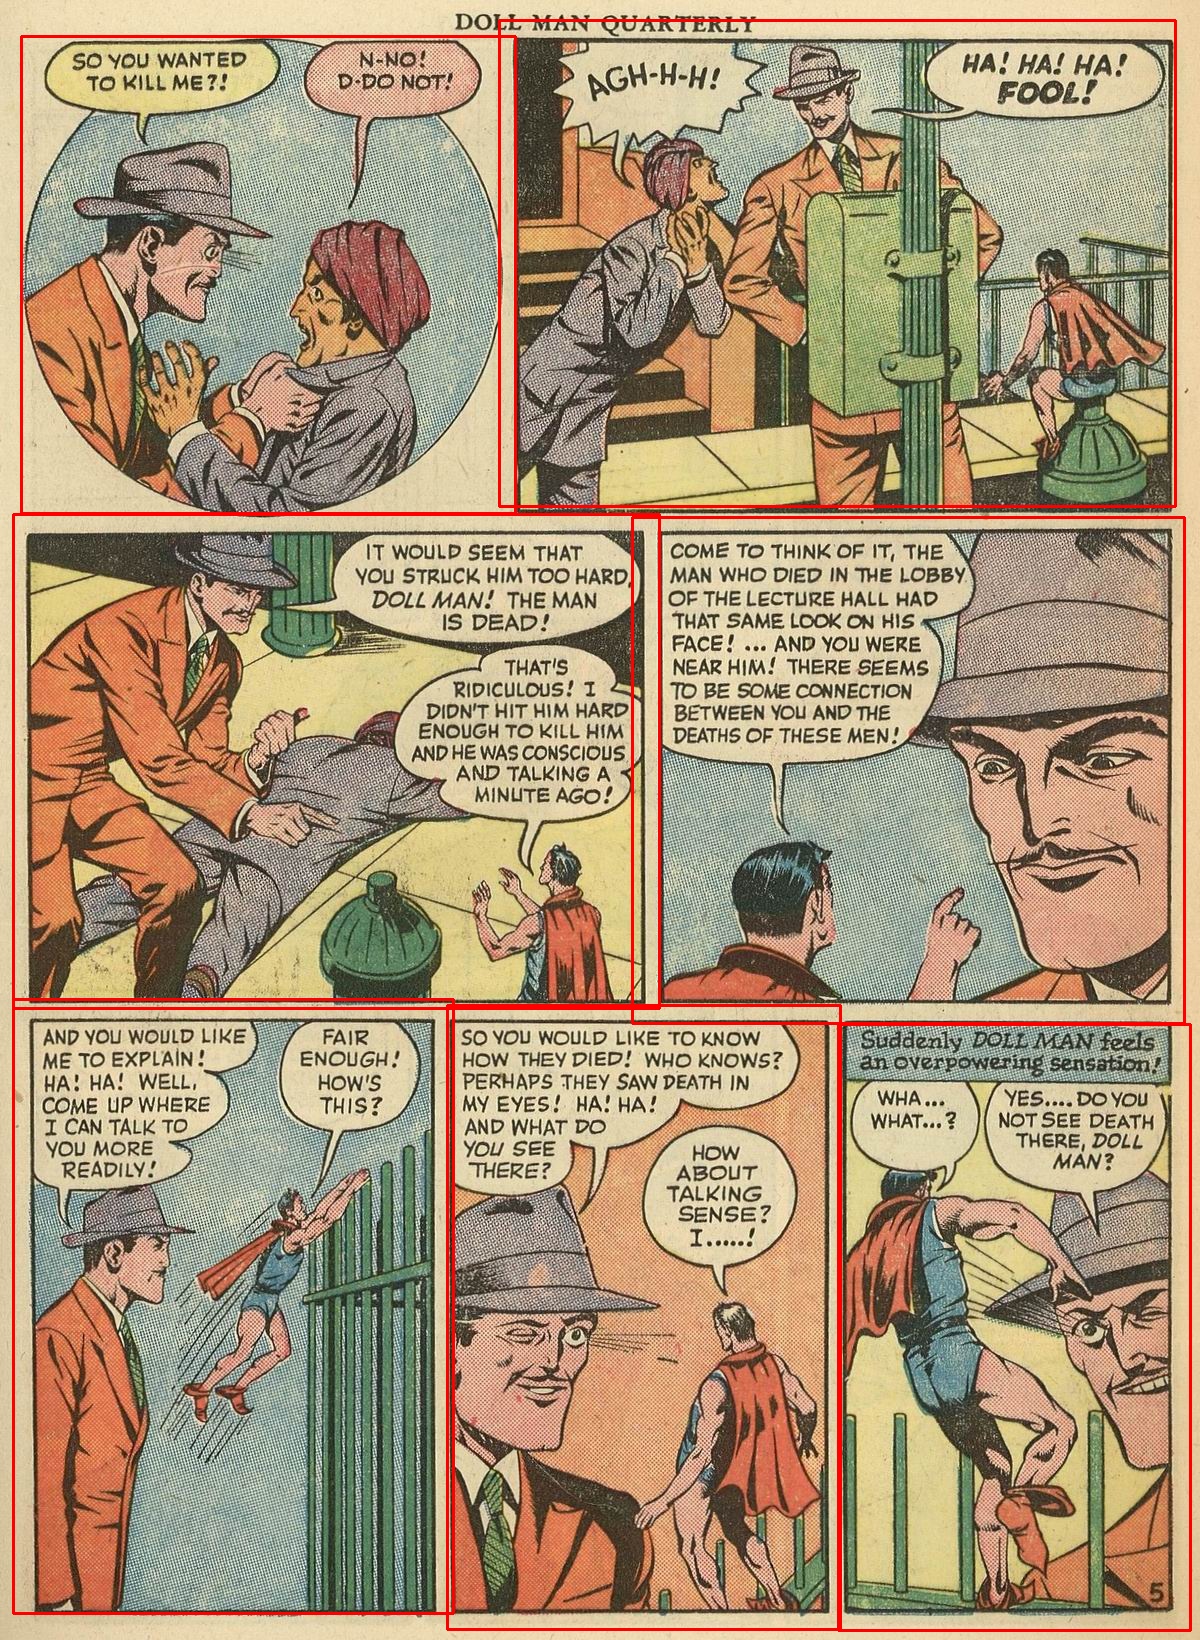 DOLL MAN QUARTERLY
SO YOU WANTED
TO KILL ME?!
N-NO!
D-DO NOT!
AGH-H-H!
HA! HA! HA!
FOOL!
IT WOULD SEEM THAT
YOU STRUCK HIM TOO HARD,
DOLL MAN! THE MAN
IS DEAD!
THAT'S
RIDICULOUS! I
DIDN'T HIT HIM HARD
ENOUGH TO KILL HIM
AND HE WAS CONSCIOUS
AND TALKING A
MINUTE AGO!
COME TO THINK OF IT, THE
MAN WHO DIED IN THE LOBBY
OF THE LECTURE HALL HAD
THAT SAME LOOK ON HIS
FACE! ... AND YOU WERE
NEAR HIM! THERE SEEMS
TO BE SOME CONNECTION
BETWEEN YOU AND THE
DEATHS OF THESE MEN!
AND YOU WOULD LIKE
ME TO EXPLAIN!
HA! HA! WELL,
COME UP WHERE
I CAN TALK TO
YOU MORE
READILY!
FAIR
ENOUGH!
HOW'S
THIS?
SO YOU WOULD LIKE TO KNOW
HOW THEY DIED! WHO KNOWS?
PERHAPS THEY SAW DEATH IN
MY EYES! HA! HA!
AND WHAT DO
YOU SEE
THERE?
HOW
ABOUT
TALKING
SENSE?
I.....!
Suddenly DOLL MAN feels
an overpowering sensation!
WHA...
WHAT...?
YES.... DO YOU
NOT SEE DEATH
THERE, DOLL
MAN?
5